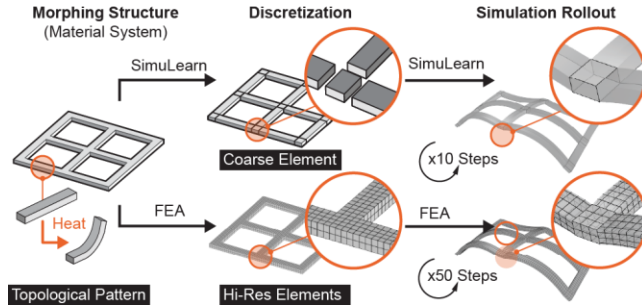 Morphing Structure
(Material System)
Discretization
Simulation Rollout
SimuLearn
SimuLearn
Coarse Element
x10 Steps
Heat
FEA
FEA
x50 Steps
Topological Pattern
Hi-Res Elements